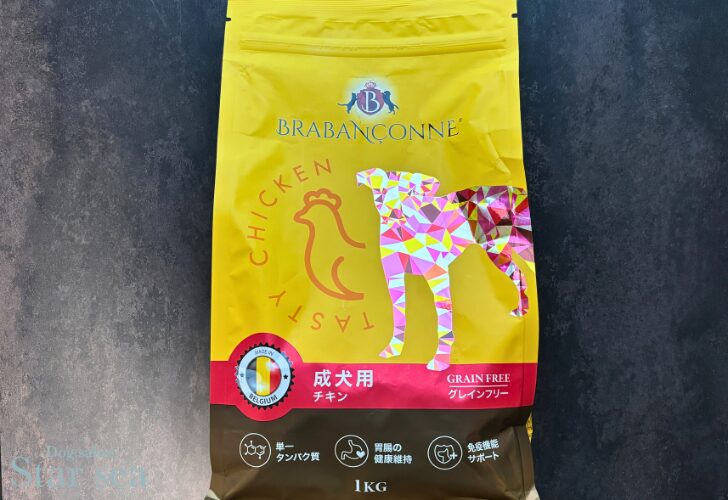 B
BRABANÇONNE®
TASTY CHICKEN
MADE IN
BELGIUM
成犬用
チキン
GRAIN FREE
グレインフリー
単一
タンパク質
胃腸の
健康維持
免疫機能
サポート
1KG
Dog salon
Star sea